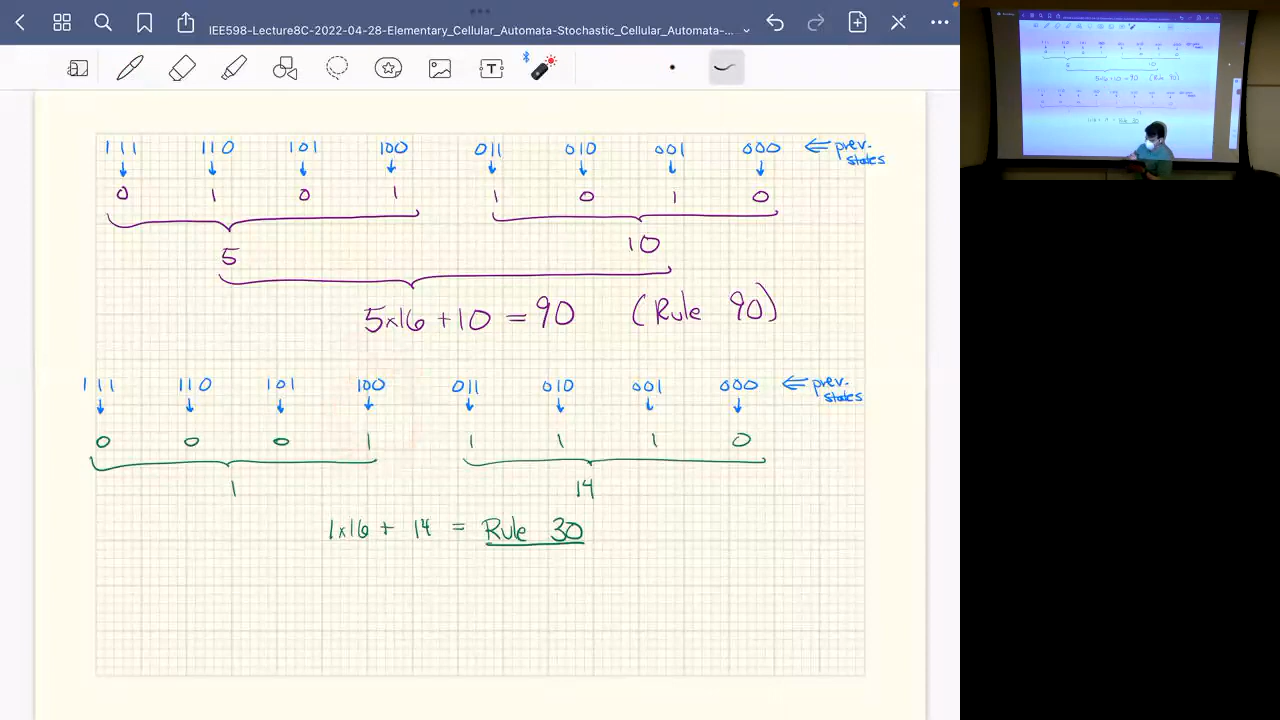 IEE598-Lecture8C-2022-04-28-Elementary_Cellular_Automata-Stochastic_Cellular_Automata-...
111 110 101 100 011 010 001 000 ⇐ prev. states
↓ ↓ ↓ ↓ ↓ ↓ ↓ ↓
0 1 0 1 1 0 1 0
5 10
5×16 + 10 = 90 (Rule 90)
111 110 101 100 011 010 001 000 ⇐ prev. states
↓ ↓ ↓ ↓ ↓ ↓ ↓ ↓
0 0 0 1 1 1 1 0
1 14
1×16 + 14 = Rule 30